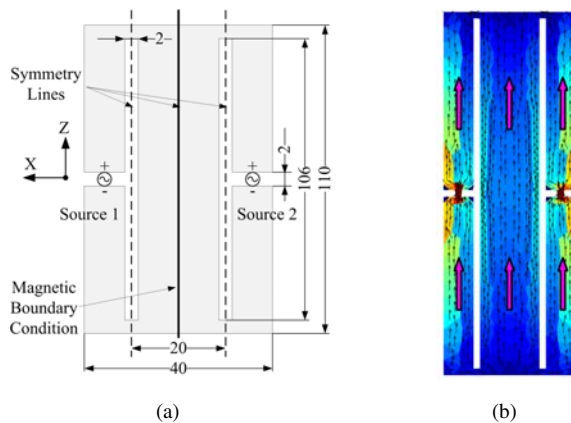 2
Symmetry
Lines
Z
X
+
-
Source 1
+
-
Source 2
2
106
110
Magnetic
Boundary
Condition
20
40
(a)
(b)